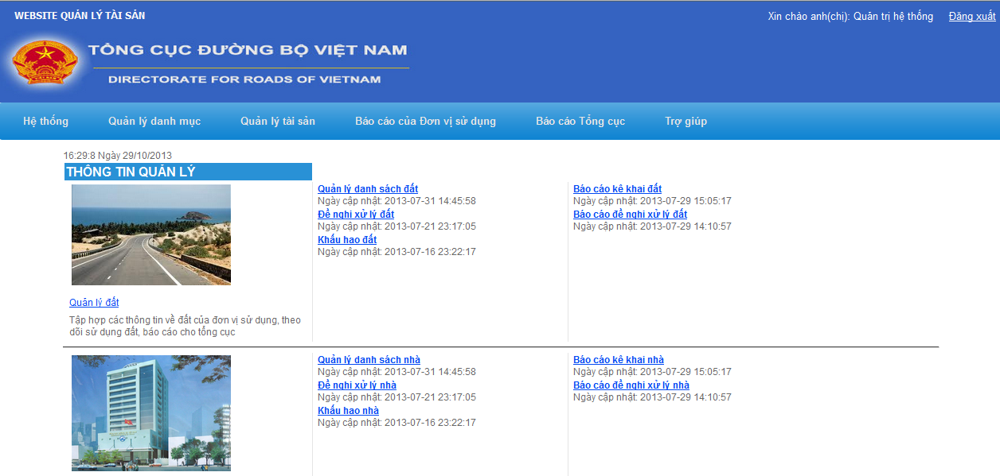 WEBSITE QUẢN LÝ TÀI SẢN
Xin chào anh(chị): Quản trị hệ thống Đăng xuất
TỔNG CỤC ĐƯỜNG BỘ VIỆT NAM
DIRECTORATE FOR ROADS OF VIETNAM
Hệ thống Quản lý danh mục Quản lý tài sản Báo cáo của Đơn vị sử dụng Báo cáo Tổng cục Trợ giúp
16:29:8 Ngày 29/10/2013
THÔNG TIN QUẢN LÝ
Quản lý đất
Tập hợp các thông tin về đất của đơn vị sử dụng, theo
dõi sử dụng đất, báo cáo cho tổng cục
Quản lý danh sách đất
Ngày cập nhật: 2013-07-31 14:45:58
Đề nghi xử lý đất
Ngày cập nhật: 2013-07-21 23:17:05
Khấu hao đất
Ngày cập nhật: 2013-07-16 23:22:17
Báo cáo kê khai đất
Ngày cập nhật: 2013-07-29 15:05:17
Báo cáo đề nghi xử lý đất
Ngày cập nhật: 2013-07-29 14:10:57
Quản lý danh sách nhà
Ngày cập nhật: 2013-07-31 14:45:58
Đề nghi xử lý nhà
Ngày cập nhật: 2013-07-21 23:17:05
Khấu hao nhà
Ngày cập nhật: 2013-07-16 23:22:17
Báo cáo kê khai nhà
Ngày cập nhật: 2013-07-29 15:05:17
Báo cáo đề nghi xử lý nhà
Ngày cập nhật: 2013-07-29 14:10:57